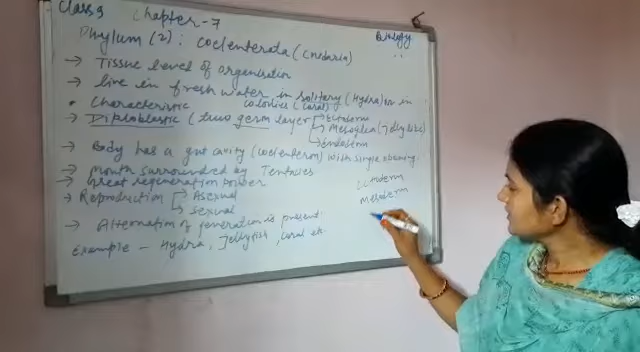 Class 9 Chapter-7
Biology
Phylum (2) : Coelenterata (Cnidaria)
→ Tissue level of organisation
→ live in fresh water in solitary (Hydra) or in
colonies (Coral)
• Characteristic
→ Diploblastic (two germ layer → Ectoderm
→ Mesoglea (Jelly like)
→ Endoderm
→ Body has a gut cavity (coelenteron) with single opening.
→ Mouth surrounded by Tentacles
→ Great regeneration power
→ Reproduction → Asexual
→ Sexual
Ectoderm
Mesoderm
→ Alternation of generation is present.
Example - Hydra, Jellyfish, Coral etc.